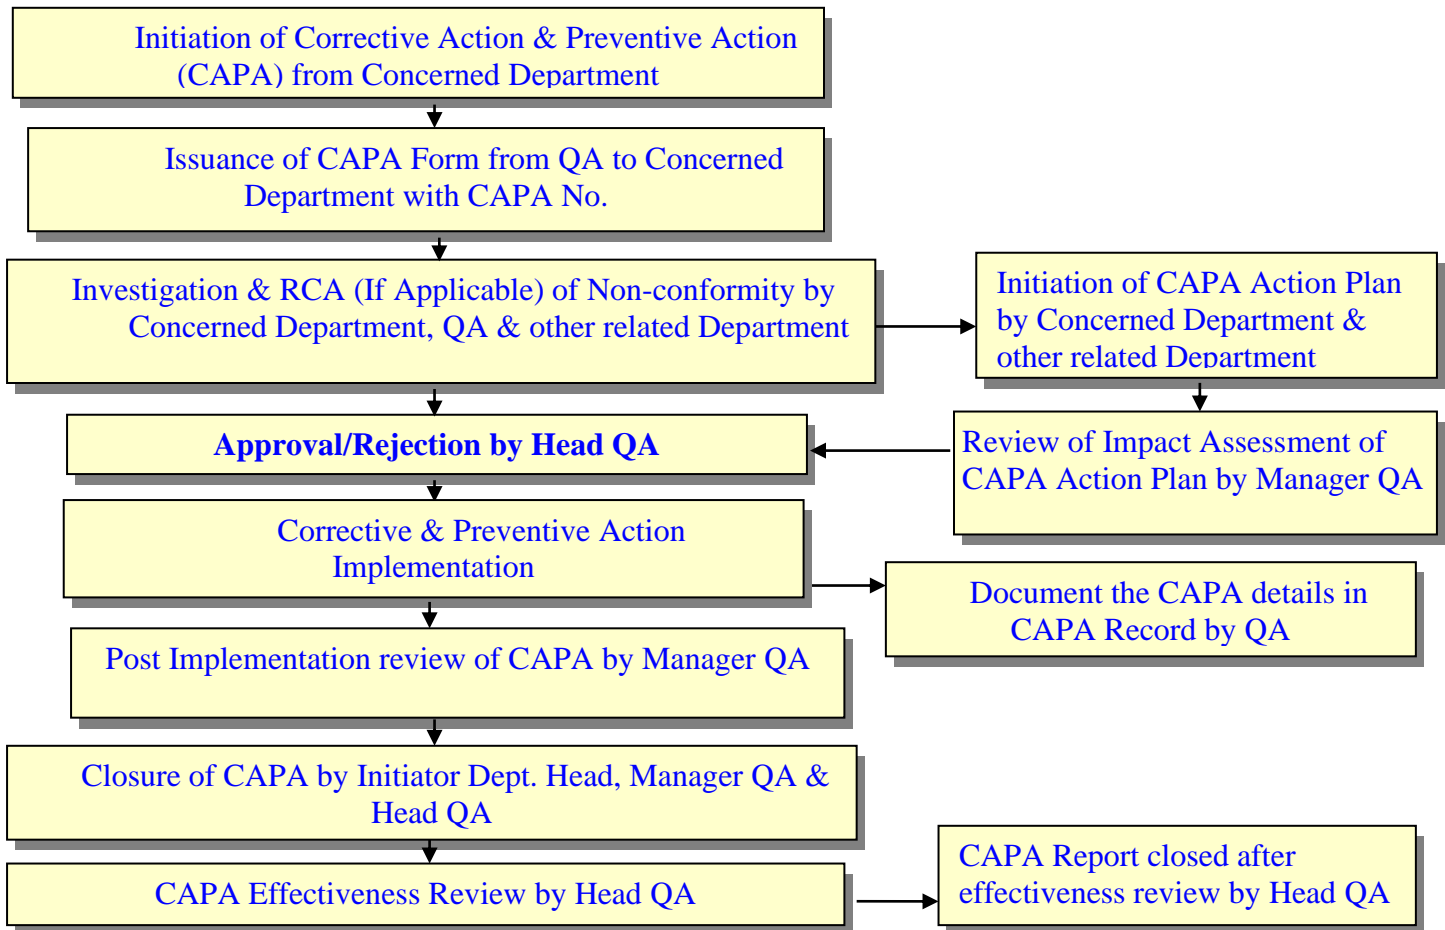 Initiation of Corrective Action & Preventive Action
(CAPA) from Concerned Department
Issuance of CAPA Form from QA to Concerned
Department with CAPA No.
Investigation & RCA (If Applicable) of Non-conformity by
Concerned Department, QA & other related Department
Initiation of CAPA Action Plan
by Concerned Department &
other related Department
Approval/Rejection by Head QA
Review of Impact Assessment of
CAPA Action Plan by Manager QA
Corrective & Preventive Action
Implementation
Document the CAPA details in
CAPA Record by QA
Post Implementation review of CAPA by Manager QA
Closure of CAPA by Initiator Dept. Head, Manager QA &
Head QA
CAPA Effectiveness Review by Head QA
CAPA Report closed after
effectiveness review by Head QA